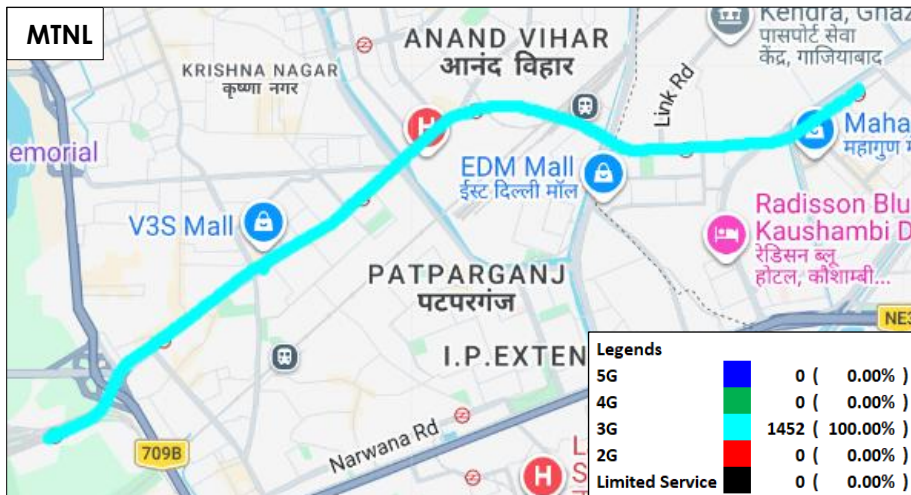 MTNL
ANAND VIHAR
आनंद विहार
KRISHNA NAGAR
कृष्णा नगर
Kendra,
पासपोर्ट सेवा
केंद्र, गाजियाबाद
Link Rd
H
emorial
Maha
महागुण
EDM Mall
ईस्ट दिल्ली मॉल
V3S Mall
Radisson Blu
Kaushambi D
रेडिसन ब्लू
होटल, कौशाम्बी...
PATPARGANJ
पटपरगंज
NE3
I.P.EXTEN
Narwana Rd
709B
H
L
S
Legends
5G 0 ( 0.00% )
4G 0 ( 0.00% )
3G 1452 ( 100.00% )
2G 0 ( 0.00% )
Limited Service 0 ( 0.00% )